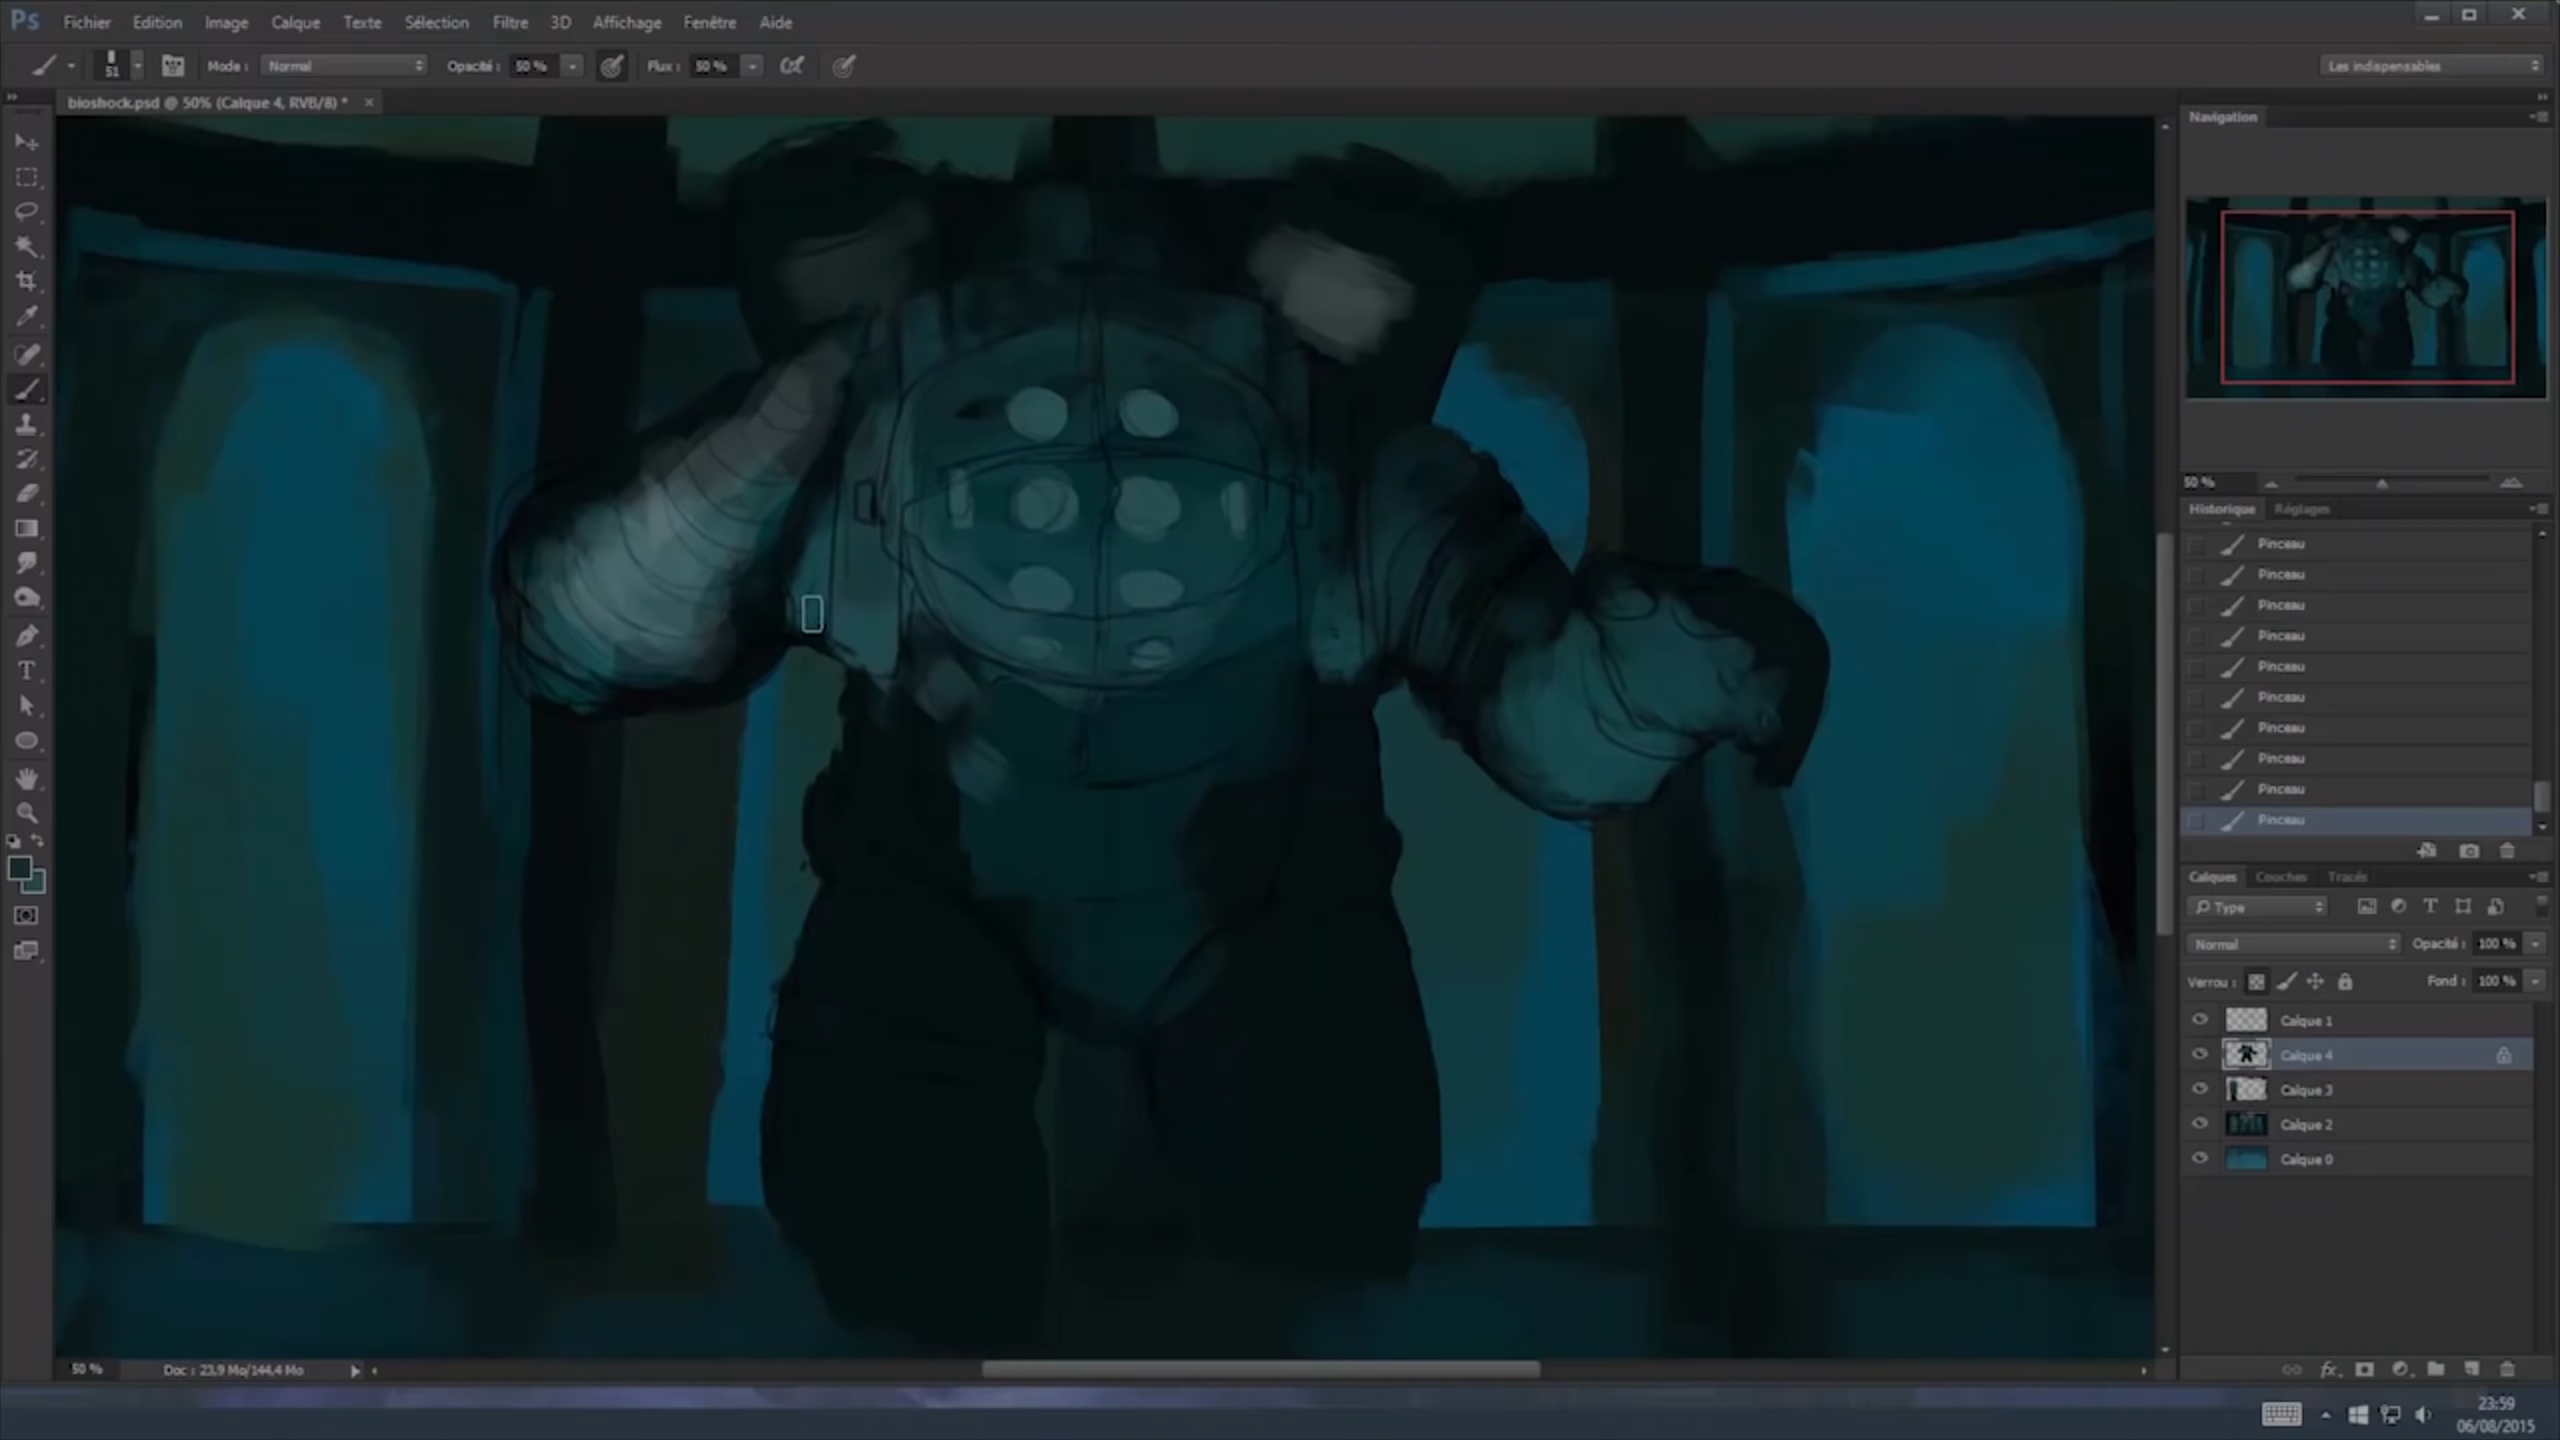 Ps Fichier Edition Image Calque Texte Sélection Filtre 3D Affichage Fenêtre Aide
51 Mode : Normal Opacité : 50 % Flux : 50 % Les indispensables
bioshock.psd @ 50% (Calque 4, RVB/8) *
Navigation
50 %
Historique Réglages
Pinceau
Pinceau
Pinceau
Pinceau
Pinceau
Pinceau
Pinceau
Pinceau
Pinceau
Pinceau
Calques Couches Tracés
Type
Normal Opacité : 100 %
Verrou : Fond : 100 %
Calque 1
Calque 4
Calque 3
Calque 2
Calque 0
50 % Doc : 23,9 Mo/144,4 Mo
23:59
06/08/2015